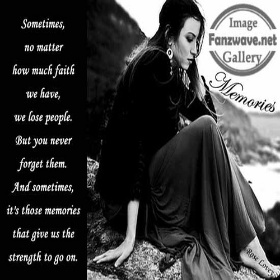 Sometimes,
no matter
how much faith
we have,
we lose people.
But you never
forget them.
And sometimes,
it's those memories
that give us the
strength to go on.
Image
Fanzwave.net
Gallery
Memories